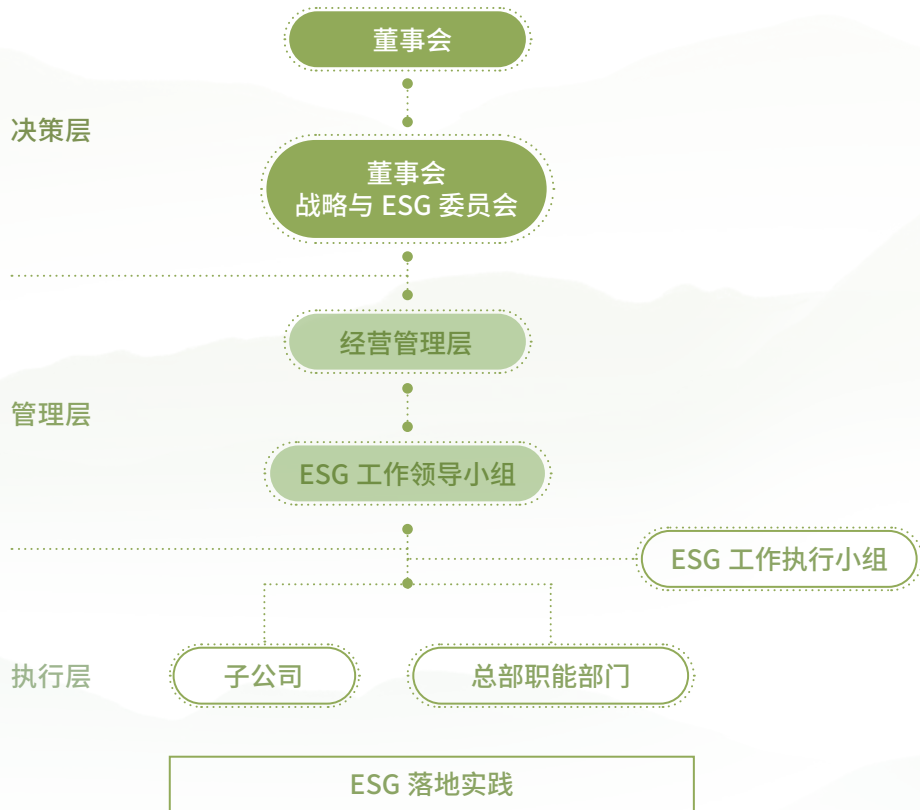 董事会
决策层
董事会
战略与 ESG 委员会
经营管理层
管理层
ESG 工作领导小组
ESG 工作执行小组
执行层
子公司
总部职能部门
ESG 落地实践